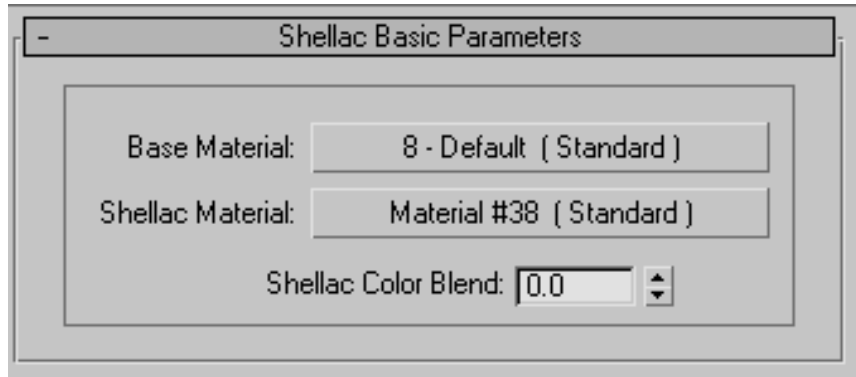 - Shellac Basic Parameters
Base Material: 8 - Default ( Standard )
Shellac Material: Material #38 ( Standard )
Shellac Color Blend: 0.0